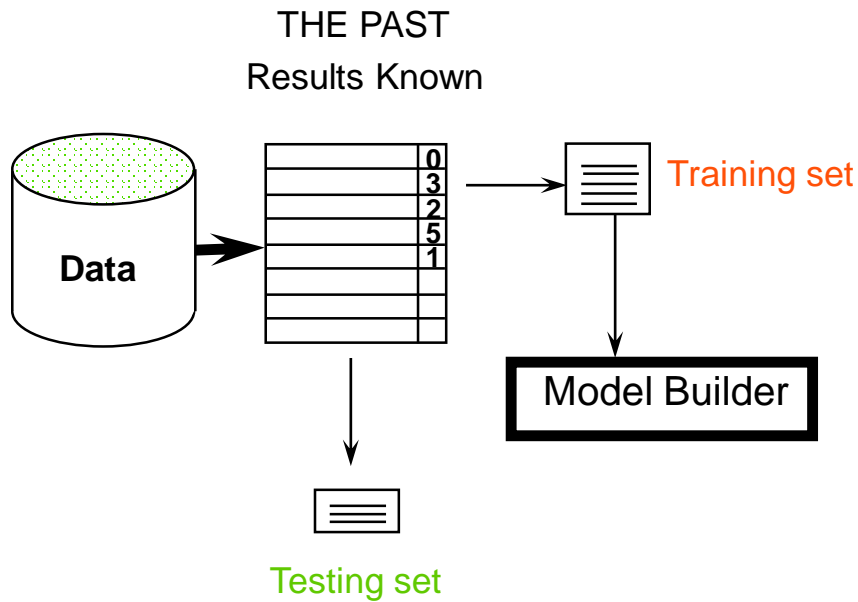 THE PAST
Results Known
Data
0
3
2
5
1
Training set
Model Builder
Testing set